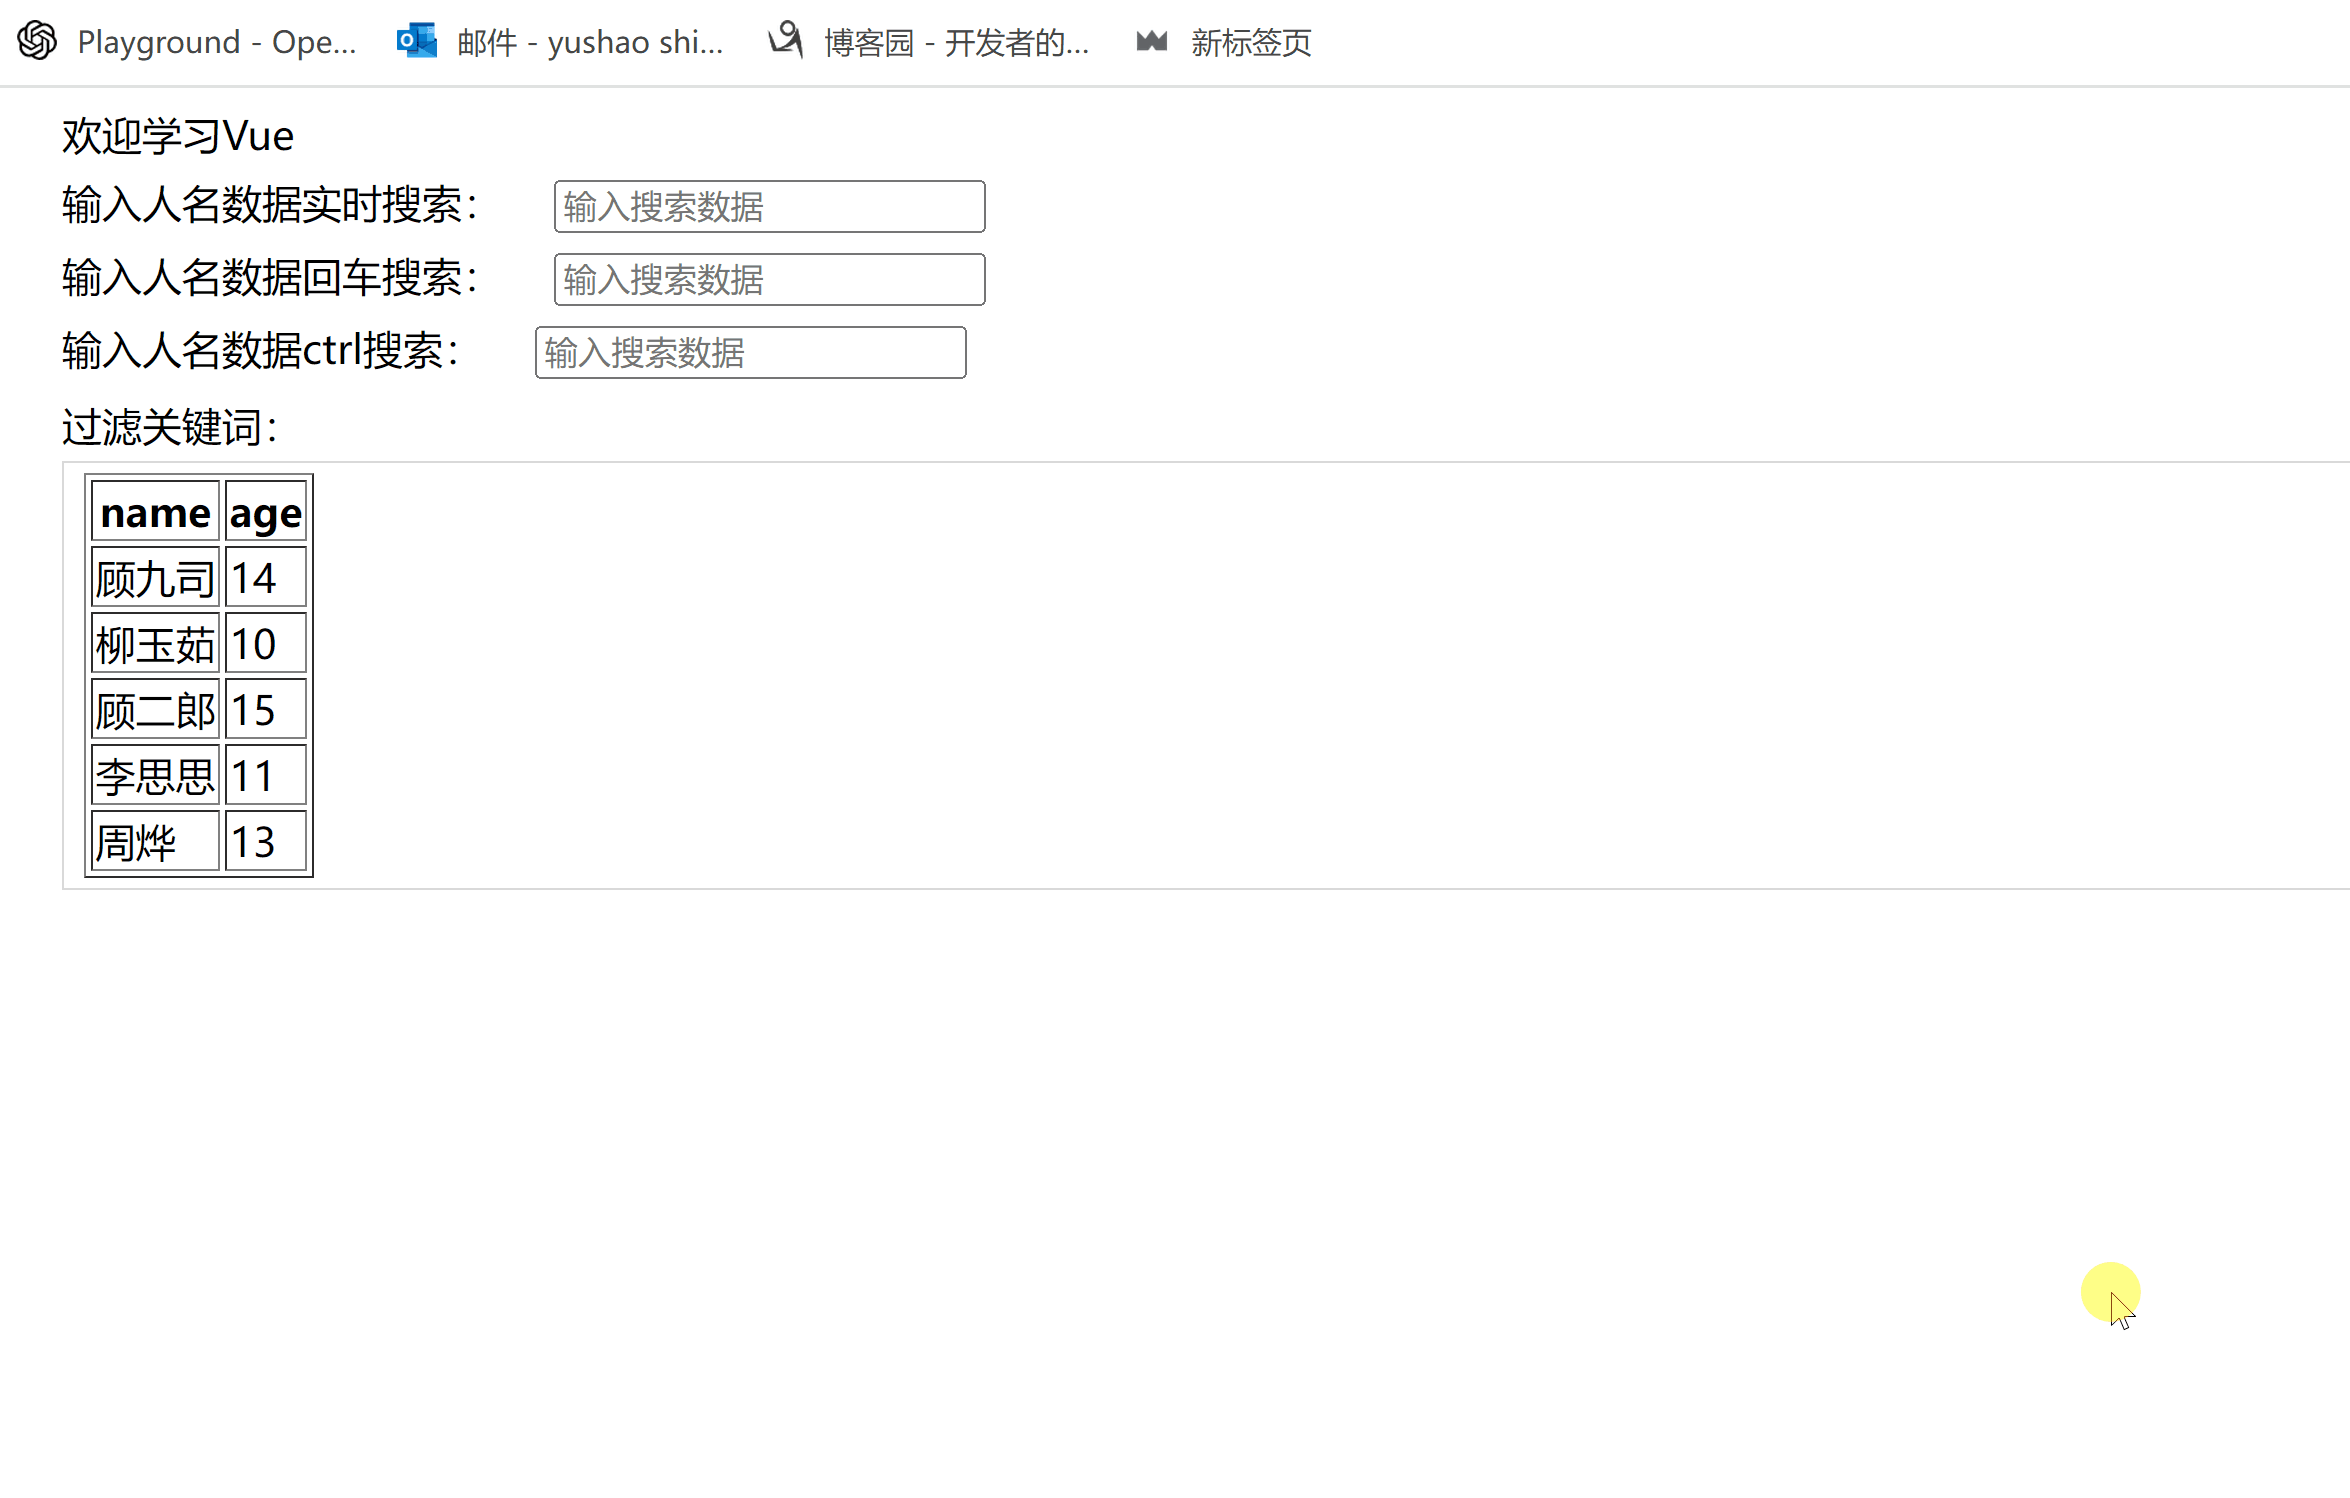 Playground - Ope... 邮件 - yushao shi... 博客园 - 开发者的... 新标签页
欢迎学习Vue
输入人名数据实时搜索： 输入搜索数据
输入人名数据回车搜索： 输入搜索数据
输入人名数据ctrl搜索： 输入搜索数据
过滤关键词：
name age
顾九司 14
柳玉茹 10
顾二郎 15
李思思 11
周烨 13